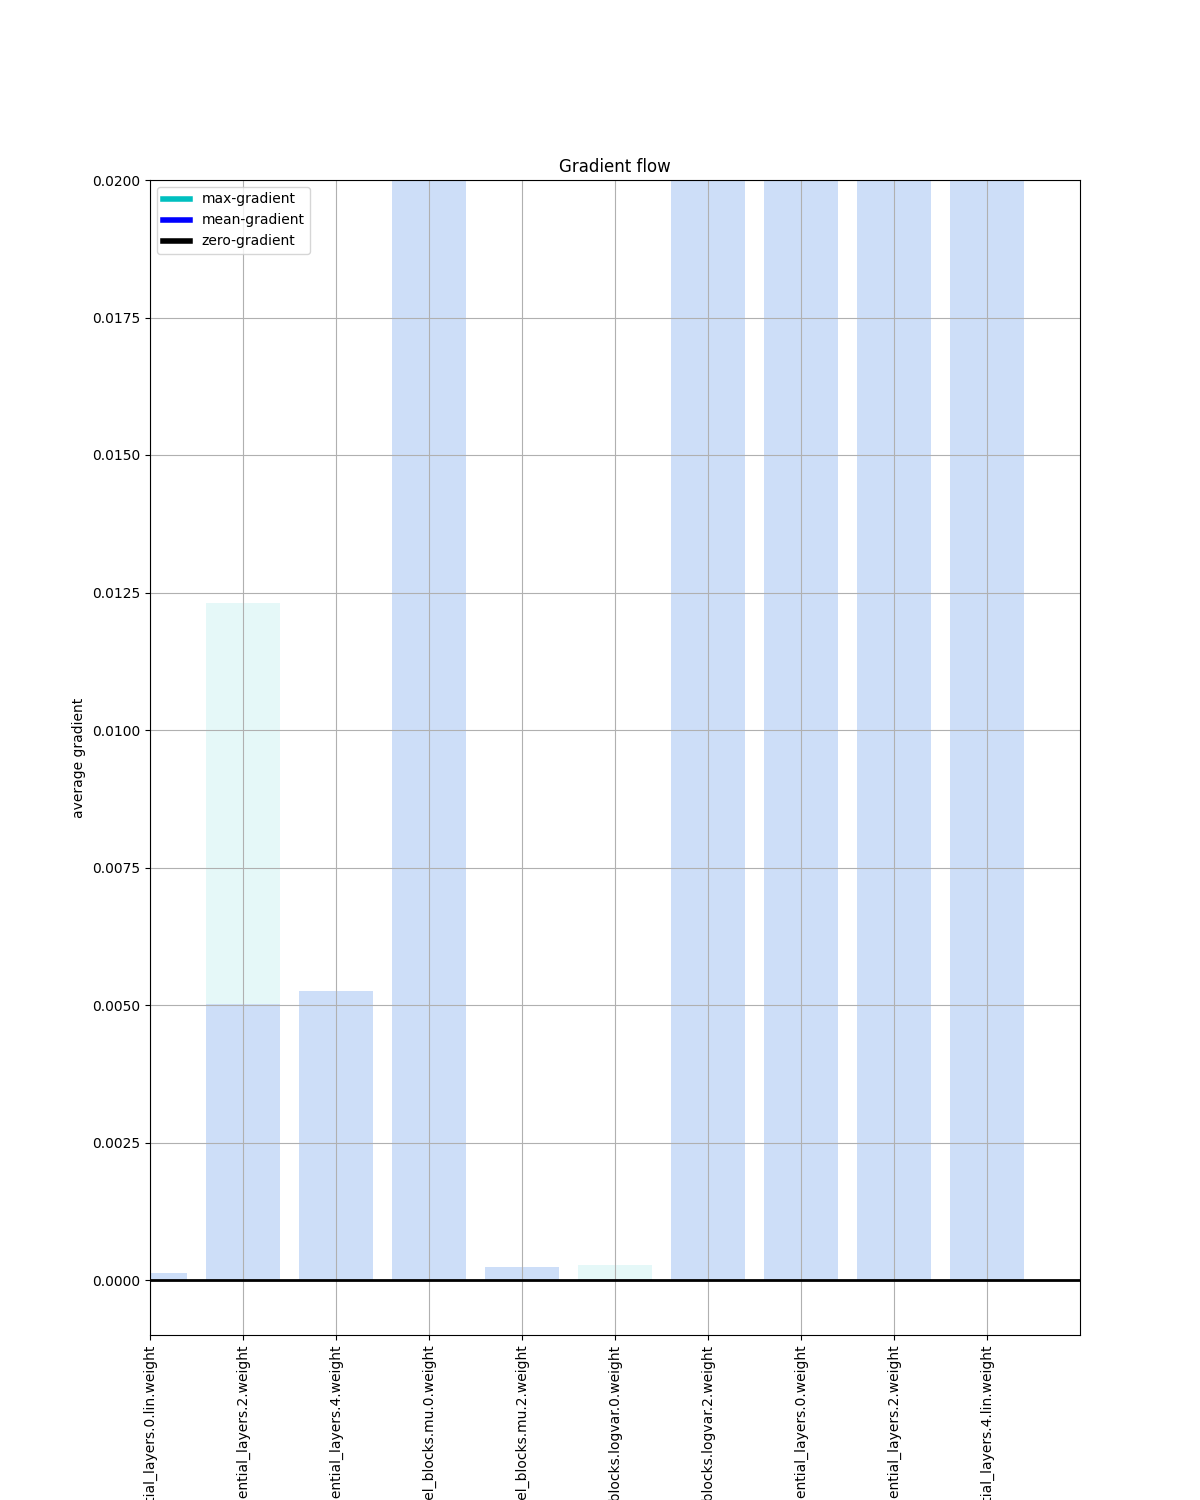 Gradient flow
max-gradient
mean-gradient
zero-gradient
0.0200
0.0175
0.0150
0.0125
0.0100
0.0075
0.0050
0.0025
0.0000
average gradient
tial_layers.0.lin.weight
ential_layers.2.weight
ential_layers.4.weight
el_blocks.mu.0.weight
el_blocks.mu.2.weight
blocks.logvar.0.weight
blocks.logvar.2.weight
ential_layers.0.weight
ential_layers.2.weight
tial_layers.4.lin.weight